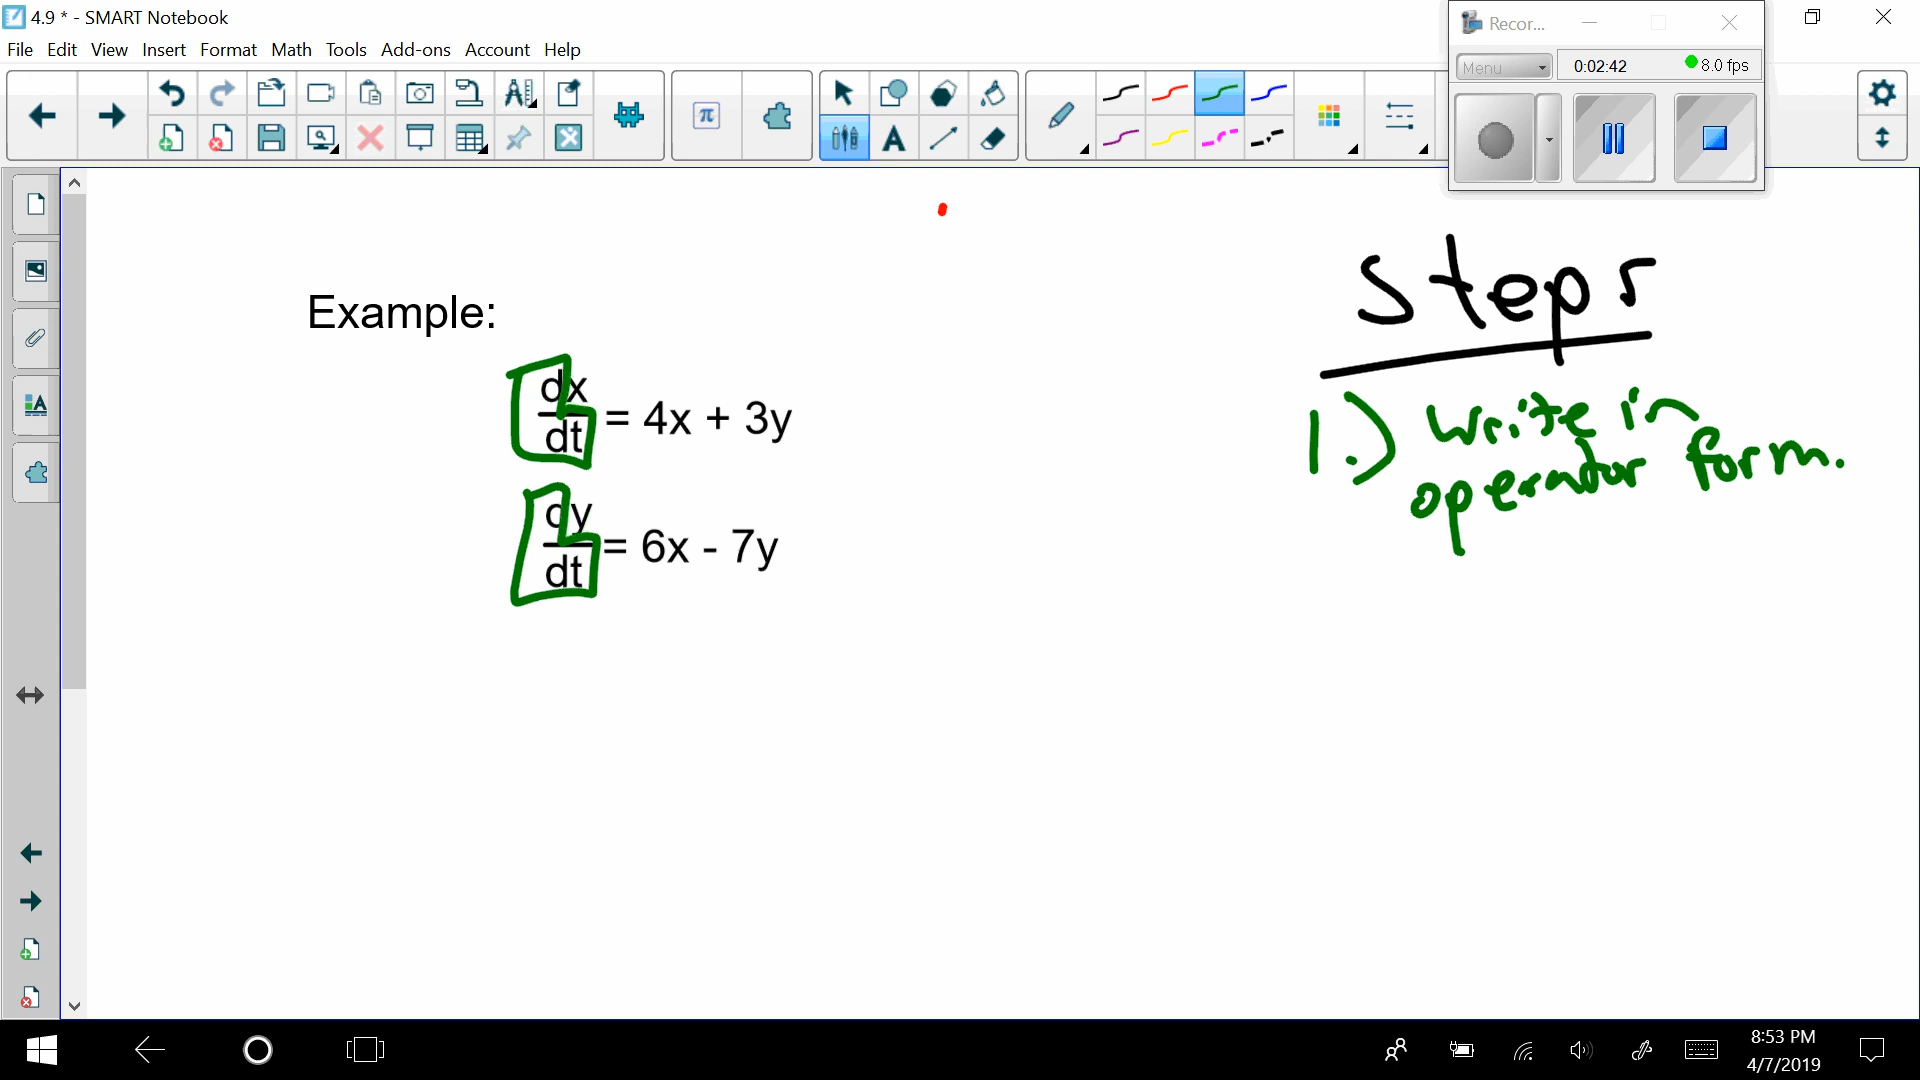 4.9 * - SMART Notebook
File Edit View Insert Format Math Tools Add-ons Account Help
Recor...
Menu
0:02:42
8.0 fps
π
A
A
Example:
dx
dt
= 4x + 3y
dy
dt
= 6x - 7y
Steps
1.) Write in
operator form.
8:53 PM
4/7/2019